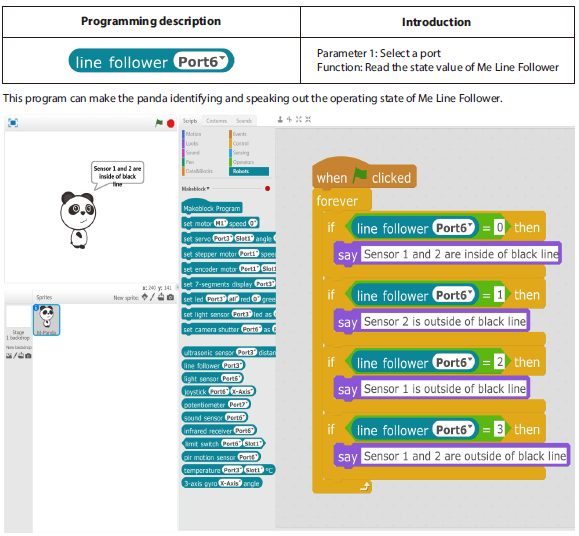 Programming description
Introduction
line follower Port6
Parameter 1: Select a port
Function: Read the state value of Me Line Follower
This program can make the panda identifying and speaking out the operating state of Me Line Follower.
Scripts Costumes Sounds
Motion Events
Looks Control
Sound Sensing
Pen Operators
Data&Blocks Robots
Makeblock
Makeblock Program
set motor M1 speed 0
set servo Port3 Slot1 angle
set stepper motor Port1 speed
set encoder motor Port1 Slot1
set 7-segments display Port3
set led Port3 all red 0 gree
set light sensor Port3 led as
set camera shutter Port6 as
ultrasonic sensor Port3 distan
line follower Port3
light sensor Port6
joystick Port6 X-Axis
potentiometer Port7
sound sensor Port6
infrared receiver Port6
limit switch Port6 Slot1
pir motion sensor Port6
temperature Port3 Slot1 °C
3-axis gyro X-Axis angle
Sensor 1 and 2 are
inside of black
line
x: 240 y: 141
Sprites New sprite:
Stage
1 backdrop
New backdrop
M-Panda
when clicked
forever
if line follower Port6 = 0 then
say Sensor 1 and 2 are inside of black line
if line follower Port6 = 1 then
say Sensor 2 is outside of black line
if line follower Port6 = 2 then
say Sensor 1 is outside of black line
if line follower Port6 = 3 then
say Sensor 1 and 2 are outside of black line